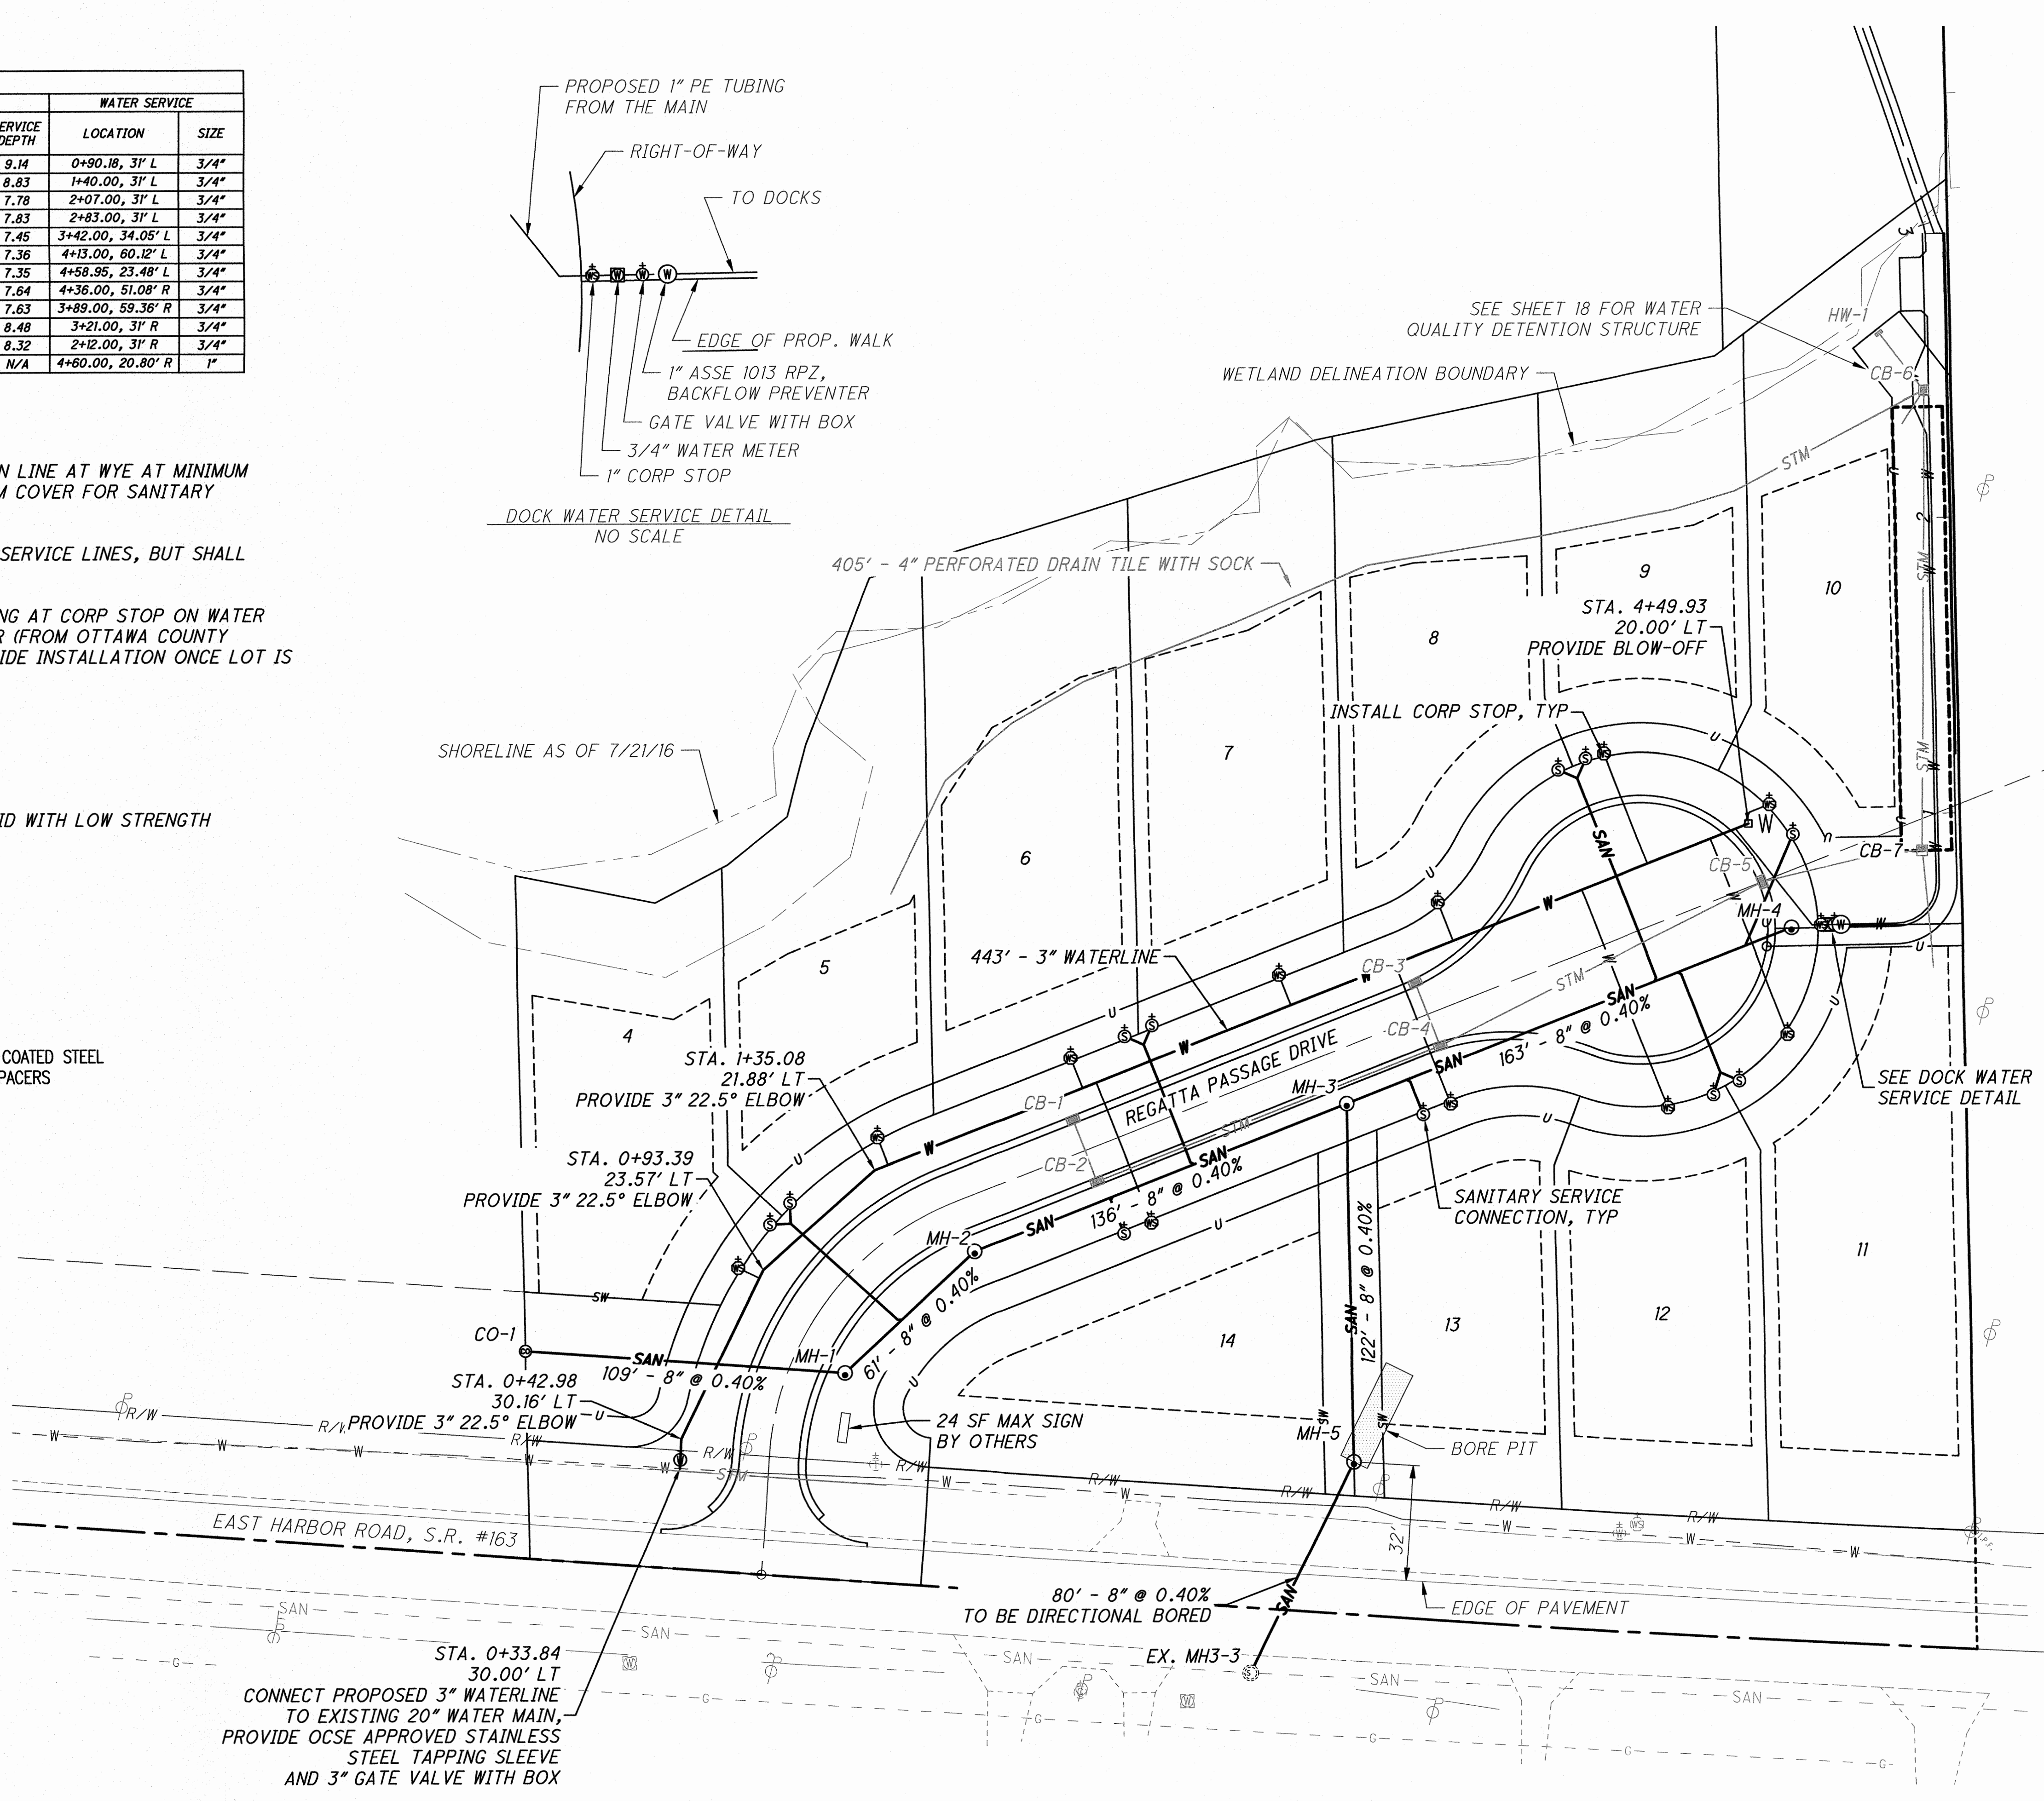 WATER SERVICE
ERVICE
DEPTH
LOCATION
SIZE
9.14 0+90.18, 31' L 3/4"
8.83 1+40.00, 31' L 3/4"
7.78 2+07.00, 31' L 3/4"
7.83 2+83.00, 31' L 3/4"
7.45 3+42.00, 34.05' L 3/4"
7.36 4+13.00, 60.12' L 3/4"
7.35 4+58.95, 23.48' L 3/4"
7.64 4+36.00, 51.08' R 3/4"
7.63 3+89.00, 59.36' R 3/4"
8.48 3+21.00, 31' R 3/4"
8.32 2+12.00, 31' R 3/4"
N/A 4+60.00, 20.80' R 1"
N LINE AT WYE AT MINIMUM
M COVER FOR SANITARY
SERVICE LINES, BUT SHALL
NG AT CORP STOP ON WATER
R (FROM OTTAWA COUNTY
IDE INSTALLATION ONCE LOT IS
ID WITH LOW STRENGTH
COATED STEEL
PACERS
PROPOSED 1" PE TUBING
FROM THE MAIN
RIGHT-OF-WAY
TO DOCKS
WS W W W
EDGE OF PROP. WALK
1" ASSE 1013 RPZ,
BACKFLOW PREVENTER
GATE VALVE WITH BOX
3/4" WATER METER
1" CORP STOP
DOCK WATER SERVICE DETAIL
NO SCALE
SEE SHEET 18 FOR WATER
QUALITY DETENTION STRUCTURE
HW-1
3
CB-6
WETLAND DELINEATION BOUNDARY
STM
2
STM
STM
405' - 4" PERFORATED DRAIN TILE WITH SOCK
9
10
STA. 4+49.93
20.00' LT
PROVIDE BLOW-OFF
8
INSTALL CORP STOP, TYP
7
SHORELINE AS OF 7/21/16
6
SAN
W
CB-5
CB-7
MH-4
5
4
443' - 3" WATERLINE
CB-3
STM
SAN
163' - 8" @ 0.40%
CB-4
SAN
REGATTA PASSAGE DRIVE
MH-3
SEE DOCK WATER
SERVICE DETAIL
STA. 1+35.08
21.88' LT
PROVIDE 3" 22.5° ELBOW
CB-1
CB-2
STM
SAN
136' - 8" @ 0.40%
SAN
STA. 0+93.39
23.57' LT
PROVIDE 3" 22.5° ELBOW
SANITARY SERVICE
CONNECTION, TYP
MH-2
61' - 8" @ 0.40%
122' - 8" @ 0.40%
SAN
11
12
13
14
SW
CO-1
SAN
109' - 8" @ 0.40%
MH-1
STA. 0+42.98
30.16' LT
PROVIDE 3" 22.5° ELBOW
24 SF MAX SIGN
BY OTHERS
SW
SW
MH-5
BORE PIT
R/W
R/W
R/W
R/W
R/W
R/W
R/W
R/W
R/W
STM
32'
EAST HARBOR ROAD, S.R. #163
80' - 8" @ 0.40%
TO BE DIRECTIONAL BORED
SAN
EDGE OF PAVEMENT
EX. MH3-3
SAN
SAN
SAN
SAN
SAN
G
G
G
G
G
G
STA. 0+33.84
30.00' LT
CONNECT PROPOSED 3" WATERLINE
TO EXISTING 20" WATER MAIN,
PROVIDE OCSE APPROVED STAINLESS
STEEL TAPPING SLEEVE
AND 3" GATE VALVE WITH BOX